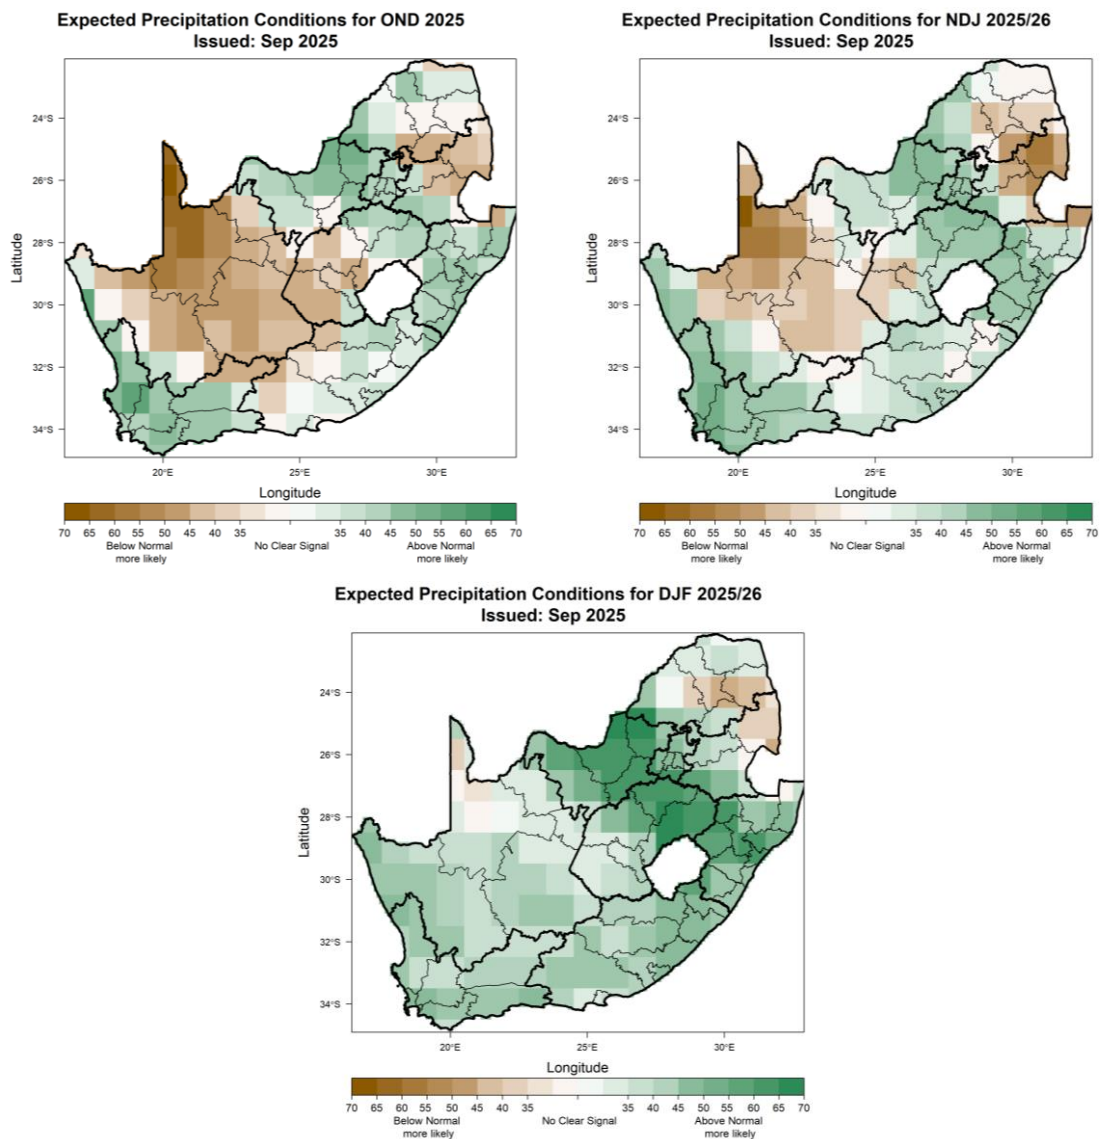 Expected Precipitation Conditions for OND 2025
Issued: Sep 2025
Latitude
24°S
26°S
28°S
30°S
32°S
34°S
20°E 25°E 30°E
Longitude
70 65 60 55 50 45 40 35 35 40 45 50 55 60 65 70
Below Normal No Clear Signal Above Normal
more likely more likely
Expected Precipitation Conditions for NDJ 2025/26
Issued: Sep 2025
Latitude
24°S
26°S
28°S
30°S
32°S
34°S
20°E 25°E 30°E
Longitude
70 65 60 55 50 45 40 35 35 40 45 50 55 60 65 70
Below Normal No Clear Signal Above Normal
more likely more likely
Expected Precipitation Conditions for DJF 2025/26
Issued: Sep 2025
Latitude
24°S
26°S
28°S
30°S
32°S
34°S
20°E 25°E 30°E
Longitude
70 65 60 55 50 45 40 35 35 40 45 50 55 60 65 70
Below Normal No Clear Signal Above Normal
more likely more likely